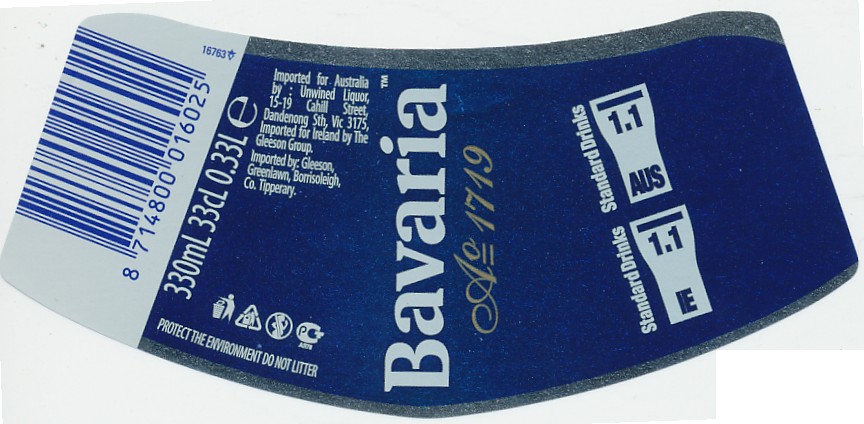 16763
8 714800 016025
330mL 33cL 0.33L e
Imported for Australia
by : Unwined Liquor,
15-19 Cahill Street,
Dandenong Sth, Vic 3175,
Imported for Ireland by The
Gleeson Group.
Imported by: Gleeson,
Greenlawn, Borrisoleigh,
Co. Tipperary.
PROTECT THE ENVIRONMENT DO NOT LITTER
Bavaria™
Ao 1719
Standard Drinks
1.1
AUS
Standard Drinks
1.1
IE